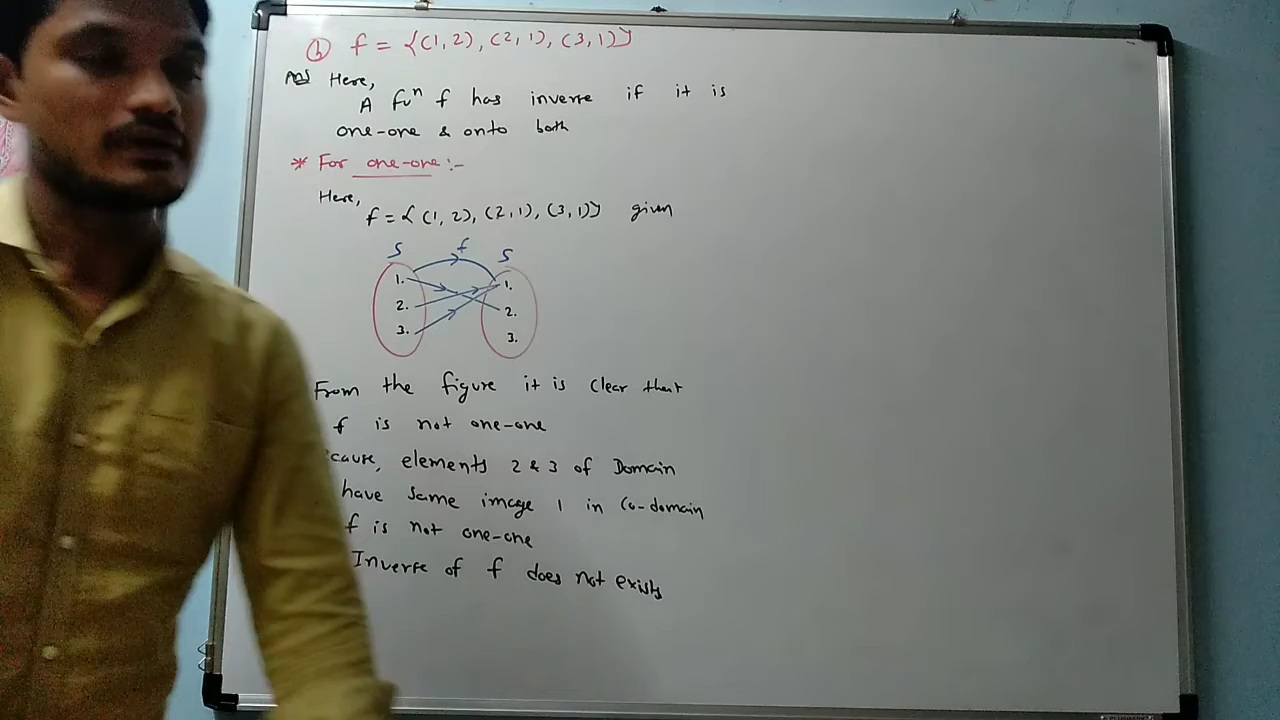 (b) f = {(1,2), (2,1), (3,1)}
Ans Here,
A fuⁿ f has inverse if it is
one-one & onto both
* For one-one:-
Here,
f = { (1,2), (2,1), (3,1)} given
S f S
1. 1.
2. 2.
3. 3.
From the figure it is clear that
f is not one-one
cause, elements 2 & 3 of Domain
have same image 1 in Co-domain
f is not one-one
Inverse of f does not exists